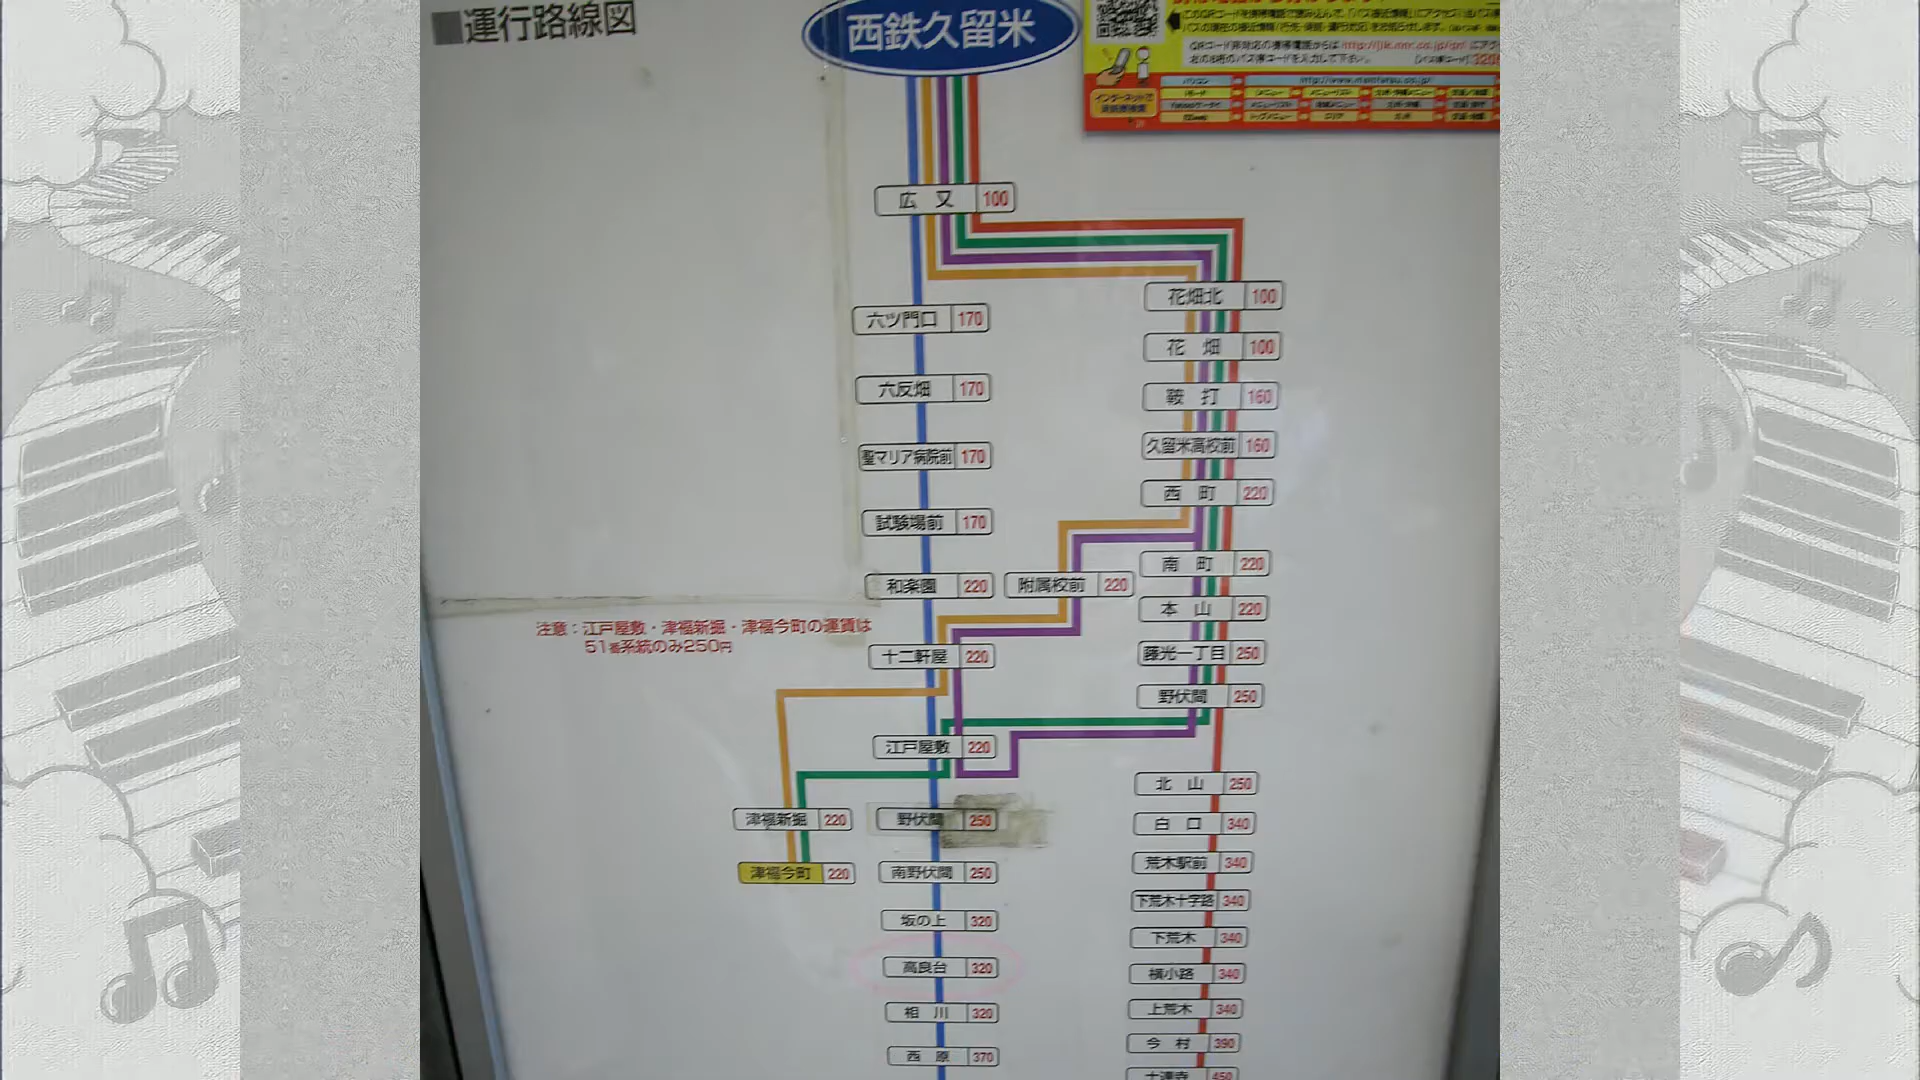 ■運行路線図
西鉄久留米
広又 100
花畑北 100
六ツ門口 170
花畑 100
六反畑 170
鞍打 160
聖マリア病院前 170
久留米高校前 160
試験場前 170
西町 220
和楽園 220
附属校前 220
南町 220
本山 220
注意：江戸屋敷・津福新掘・津福今町の運賃は
51番系統のみ250円
十二軒屋 220
藤光一丁目 250
野伏間 250
江戸屋敷 220
北山 250
津福新掘 220
野伏間 250
白口 340
津福今町 220
南野伏間 250
荒木駅前 340
坂の上 320
下荒木十字路 340
高良台 320
下荒木 340
横小路 340
相川 320
上荒木 340
西原 370
今村 390
十連寺 450